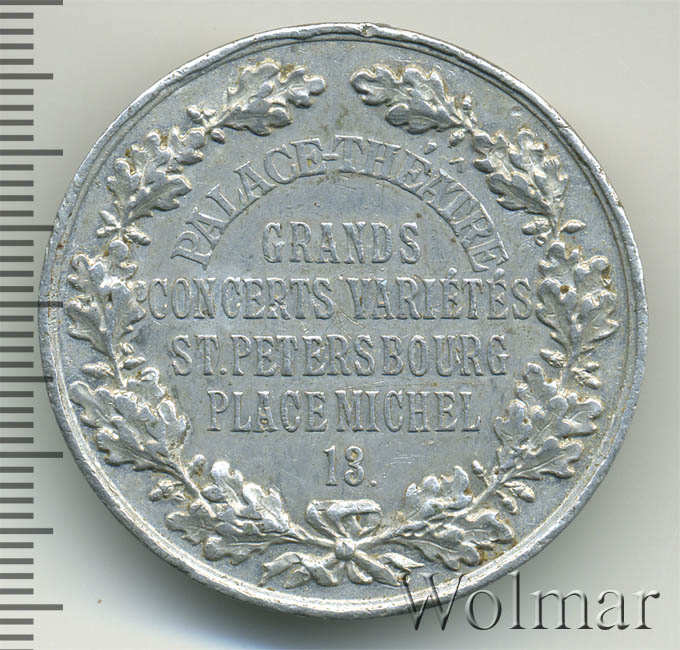 PALACE-THÉÂTRE
GRANDS
CONCERTS VARIÉTÉS
ST. PETERSBOURG
PLACE MICHEL
13.
Wolmar